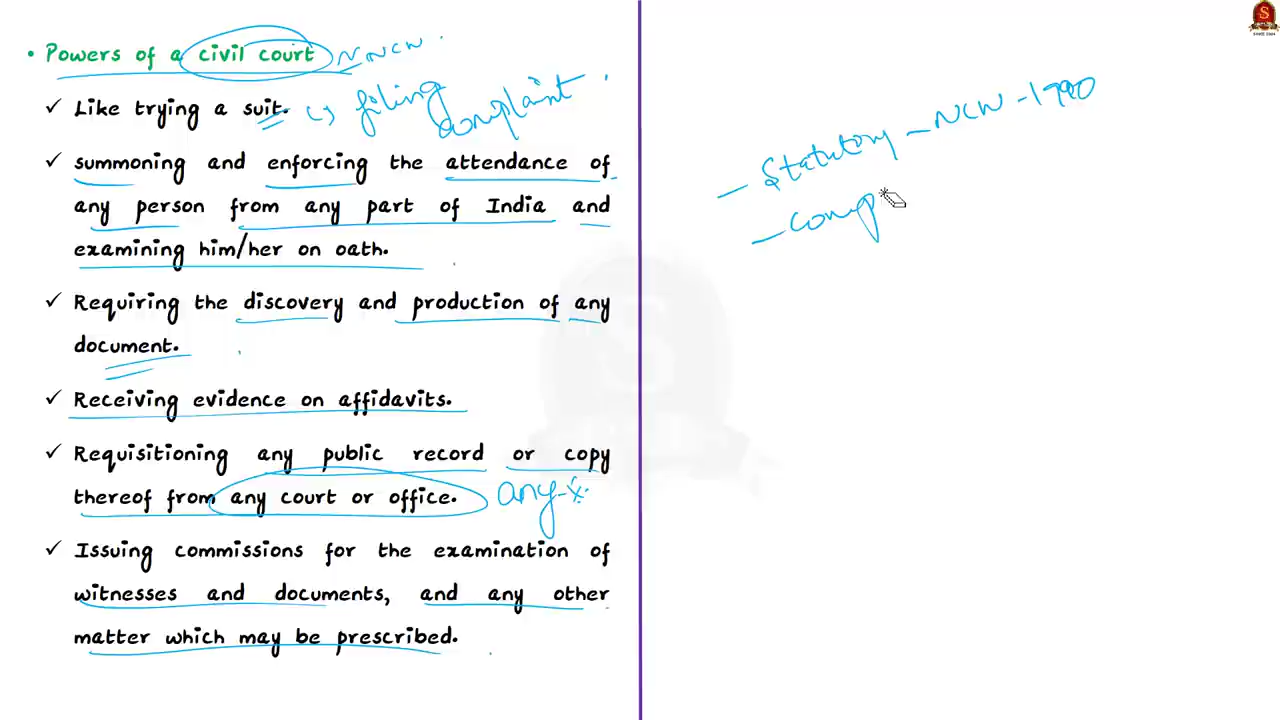 • Powers of a civil court NCW
✓ Like trying a suit. ↳ filing complaint
✓ summoning and enforcing the attendance of
any person from any part of India and
examining him/her on oath.
✓ Requiring the discovery and production of any
document.
✓ Receiving evidence on affidavits.
✓ Requisitioning any public record or copy
thereof from any court or office. any-x
✓ Issuing commissions for the examination of
witnesses and documents, and any other
matter which may be prescribed.
- Statutory - NCW - 1990
- comp